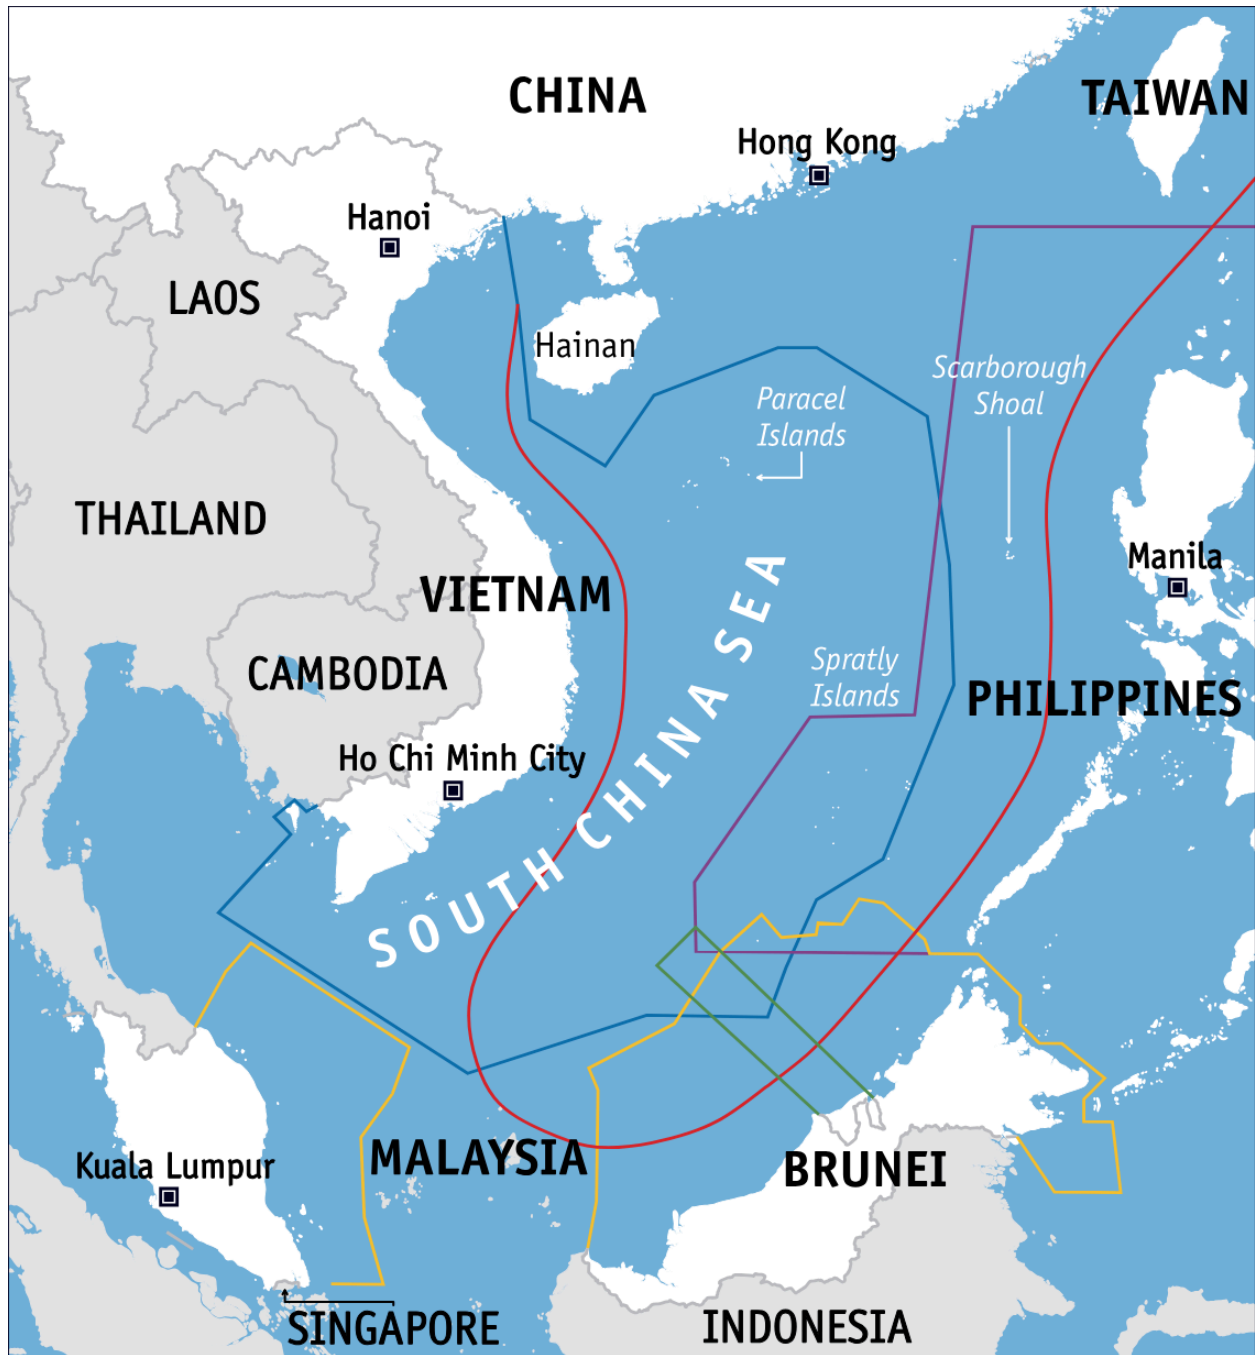 CHINA
TAIWAN
Hong Kong
Hanoi
LAOS
Hainan
Scarborough
Shoal
Paracel
Islands
THAILAND
Manila
VIETNAM
CAMBODIA
Spratly
Islands
PHILIPPINES
Ho Chi Minh City
SOUTH CHINA SEA
MALAYSIA
Kuala Lumpur
BRUNEI
SINGAPORE
INDONESIA